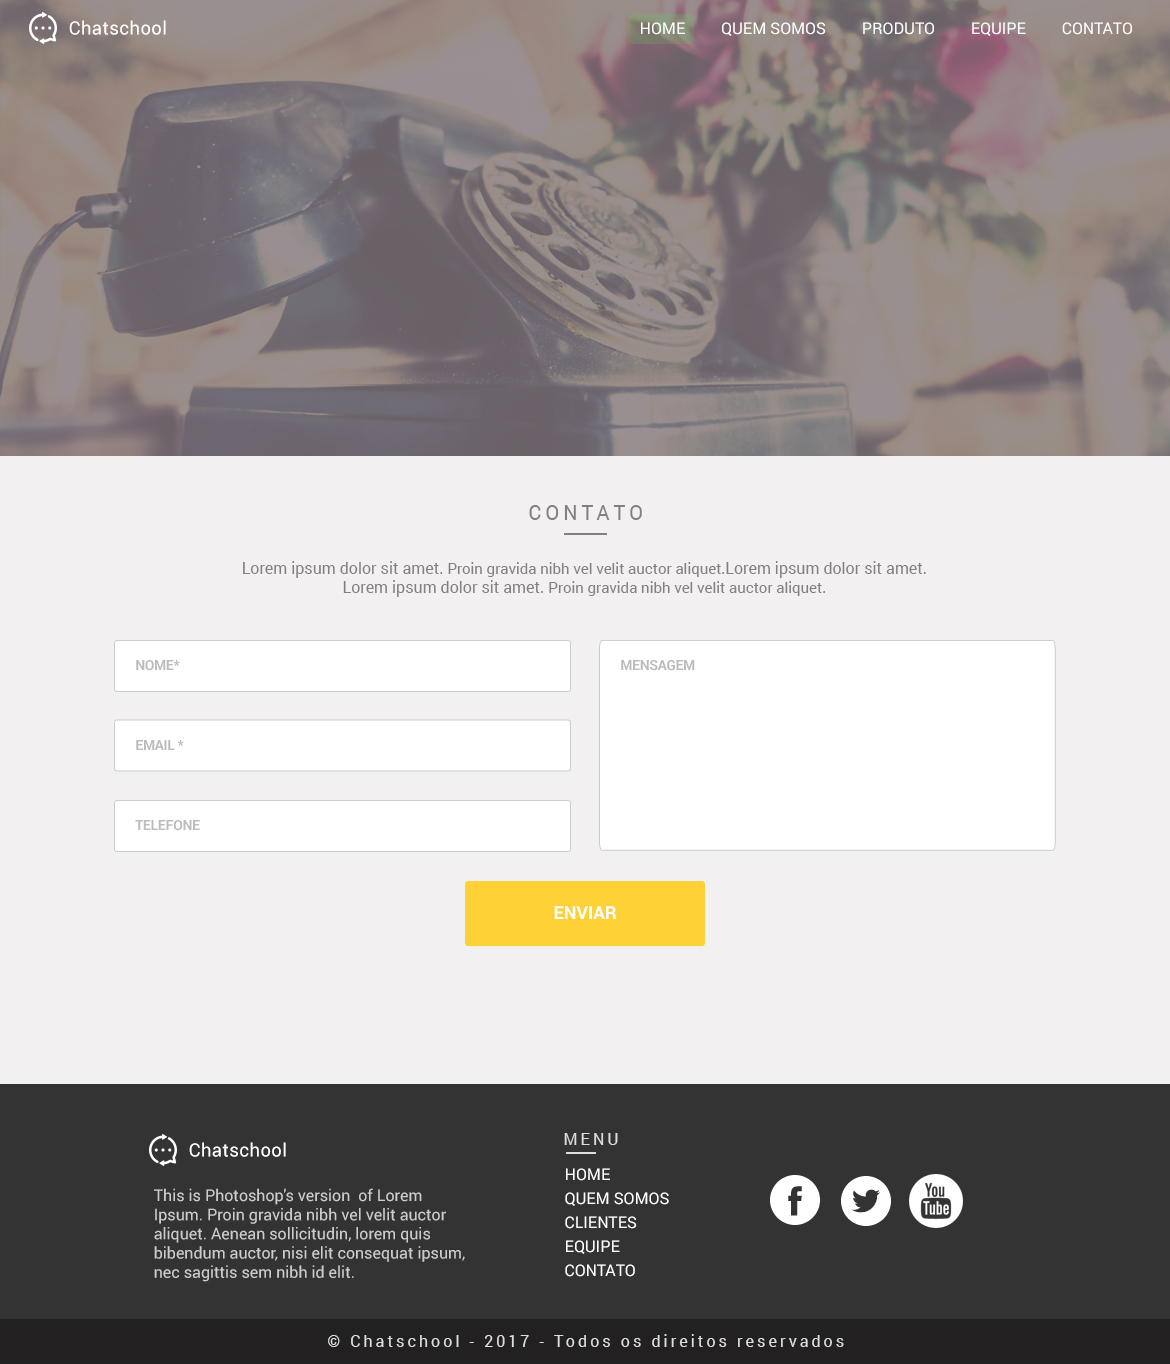 Chatschool
HOME QUEM SOMOS PRODUTO EQUIPE CONTATO
CONTATO
Lorem ipsum dolor sit amet. Proin gravida nibh vel velit auctor aliquet.Lorem ipsum dolor sit amet.
Lorem ipsum dolor sit amet. Proin gravida nibh vel velit auctor aliquet.
NOME*
EMAIL *
TELEFONE
MENSAGEM
ENVIAR
Chatschool
This is Photoshop's version of Lorem
Ipsum. Proin gravida nibh vel velit auctor
aliquet. Aenean sollicitudin, lorem quis
bibendum auctor, nisi elit consequat ipsum,
nec sagittis sem nibh id elit.
MENU
HOME
QUEM SOMOS
CLIENTES
EQUIPE
CONTATO
You
Tube
© Chatschool - 2017 - Todos os direitos reservados